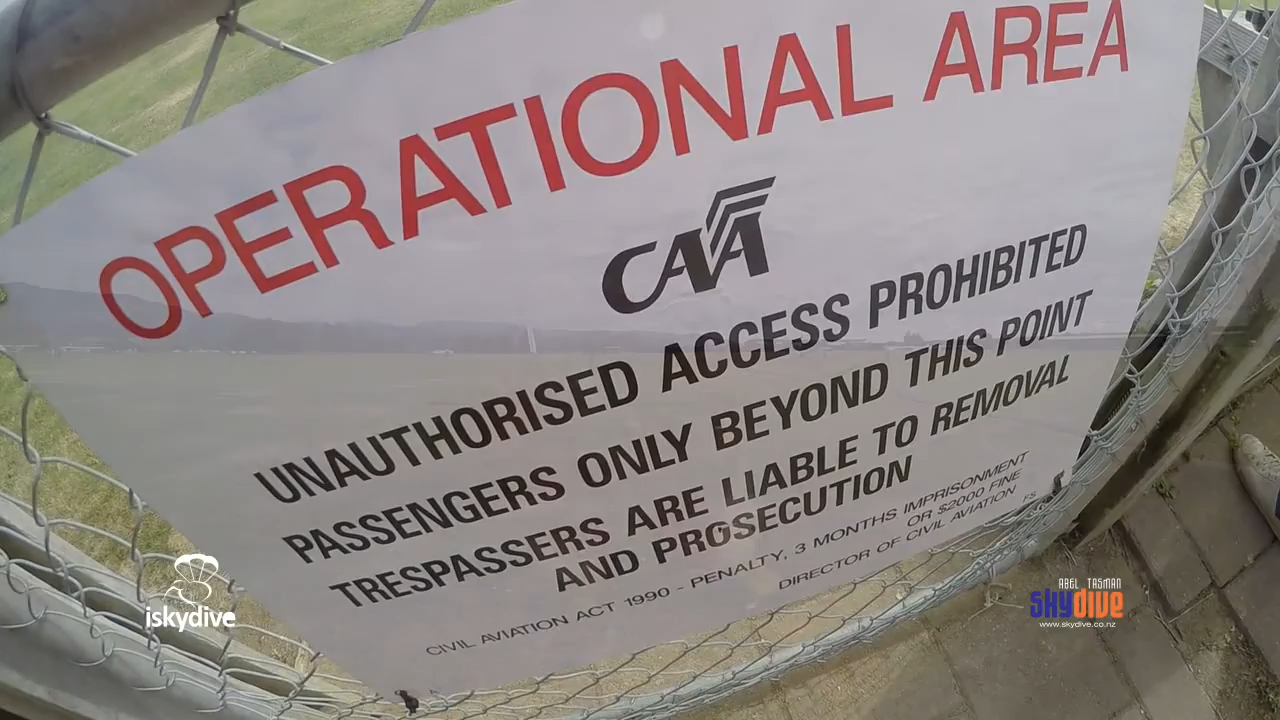 OPERATIONAL AREA
CAA
UNAUTHORISED ACCESS PROHIBITED
PASSENGERS ONLY BEYOND THIS POINT
TRESPASSERS ARE LIABLE TO REMOVAL
AND PROSECUTION
CIVIL AVIATION ACT 1990 - PENALTY, 3 MONTHS IMPRISONMENT
OR $2000 FINE
DIRECTOR OF CIVIL AVIATION
FS
iskydive
ABEL TASMAN
skydive
www.skydive.co.nz